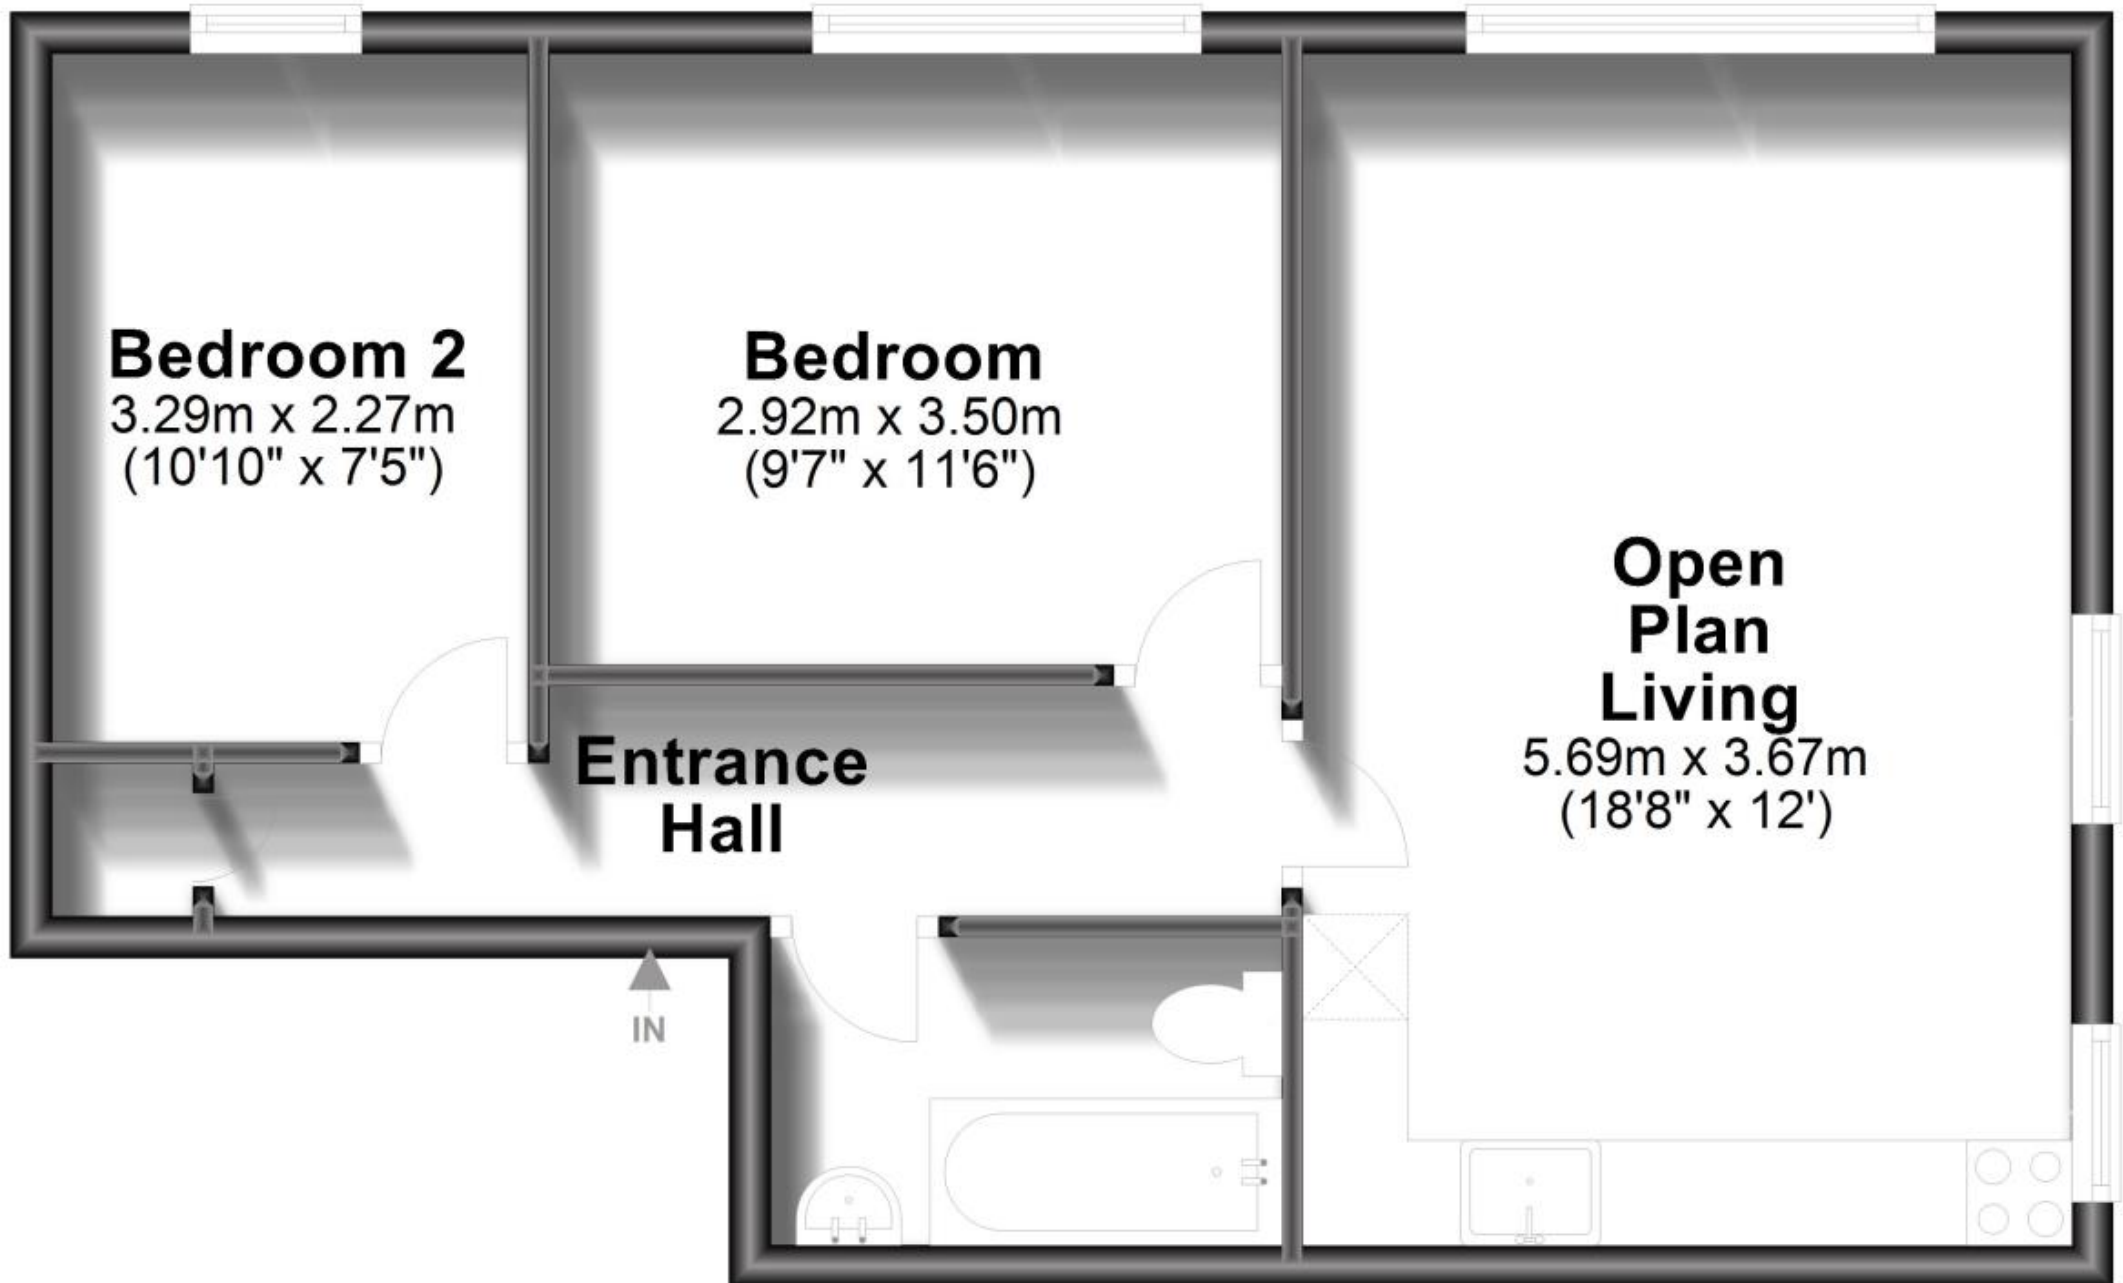 Bedroom 2
3.29m x 2.27m
(10'10" x 7'5")
Bedroom
2.92m x 3.50m
(9'7" x 11'6")
Open
Plan
Living
5.69m x 3.67m
(18'8" x 12')
Entrance
Hall
IN